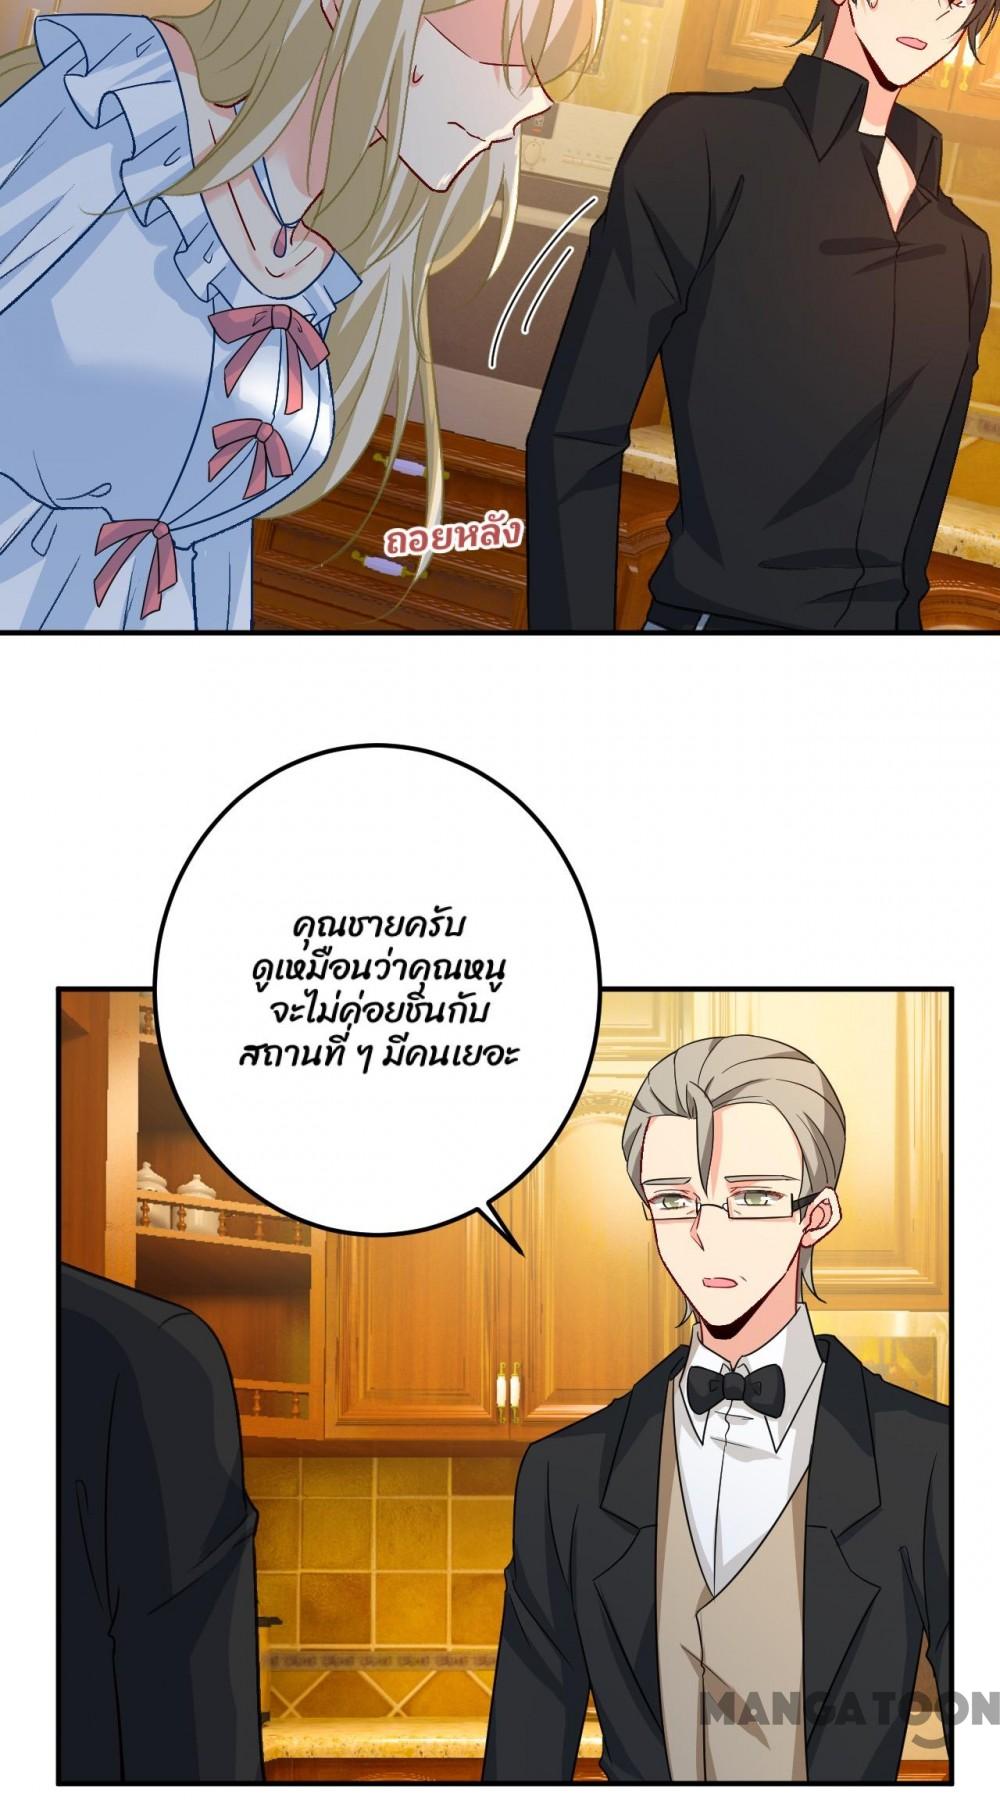 ถอยหลัง
คุณชายครับ
ดูเหมือนว่าคุณหนู
จะไม่ค่อยชินกับ
สถานที่ ๆ มีคนเยอะ
MANGATOON